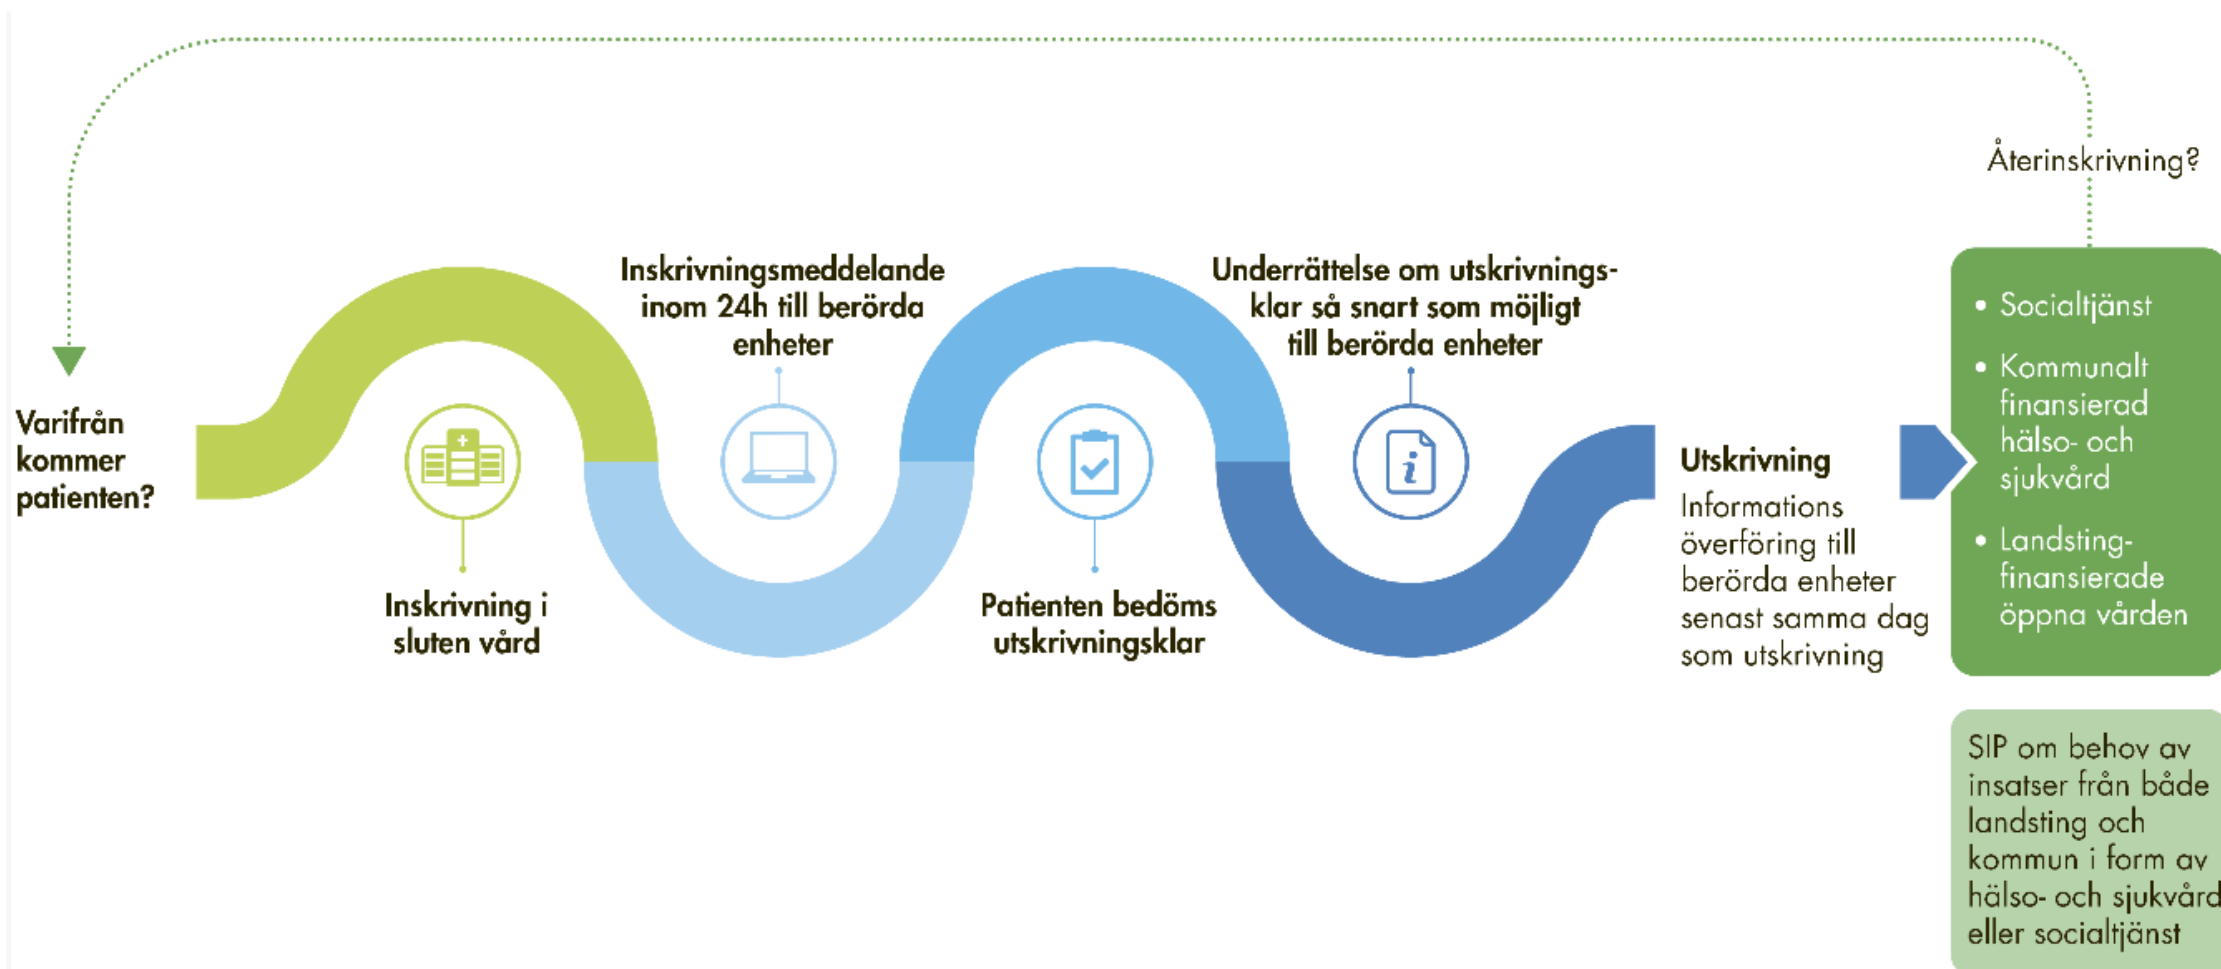 Återinskrivning?
Varifrån
kommer
patienten?
Inskrivning i
sluten vård
Inskrivningsmeddelande
inom 24h till berörda
enheter
Patienten bedöms
utskrivningsklar
Underrättelse om utskrivnings-
klar så snart som möjligt
till berörda enheter
Utskrivning
Informations
överföring till
berörda enheter
senast samma dag
som utskrivning
• Socialtjänst
• Kommunalt
finansierad
hälso- och
sjukvård
• Landsting-
finansierade
öppna vården
SIP om behov av
insatser från både
landsting och
kommun i form av
hälso- och sjukvård
eller socialtjänst